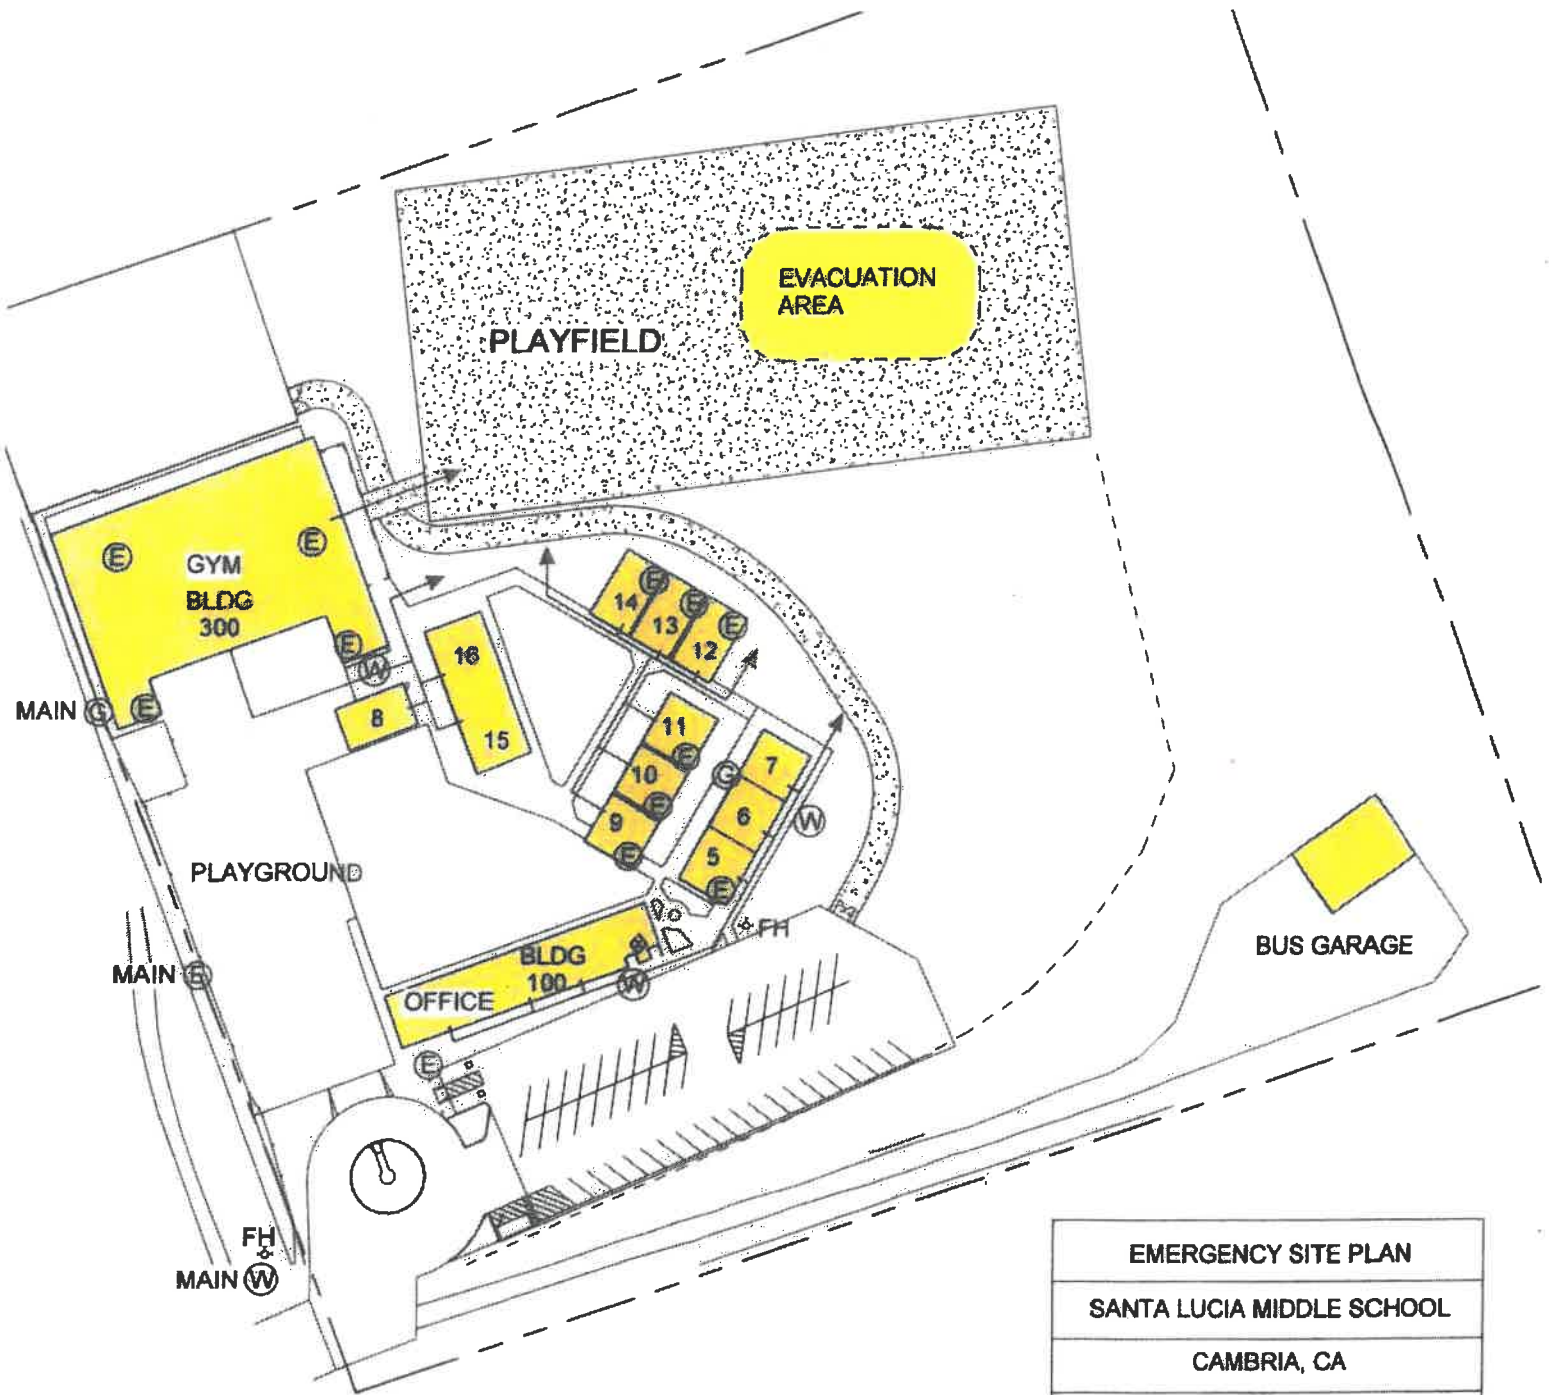 EVACUATION
AREA
PLAYFIELD
E
E
GYM
BLDG
300
E
W
MAIN G
E
14
E
13
E
12
E
16
15
8
11
E
10
E
9
E
G
7
6
W
5
E
PLAYGROUND
FH
BLDG
100
W
OFFICE
MAIN E
E
BUS GARAGE
FH
MAIN W
EMERGENCY SITE PLAN
SANTA LUCIA MIDDLE SCHOOL
CAMBRIA, CA